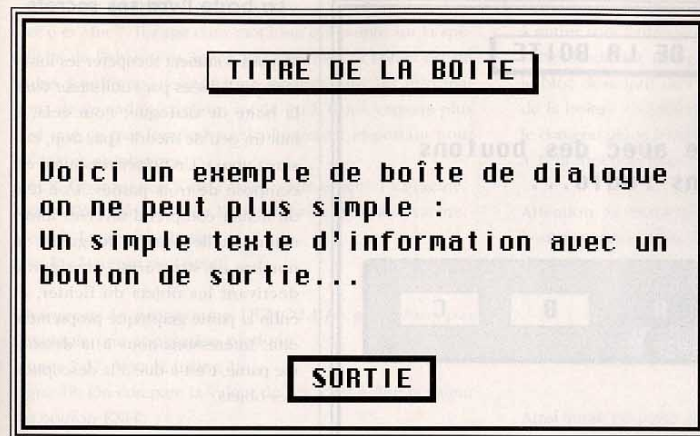 TITRE DE LA BOITE
Voici un exemple de boîte de dialogue
on ne peut plus simple :
Un simple texte d'information avec un
bouton de sortie...
SORTIE